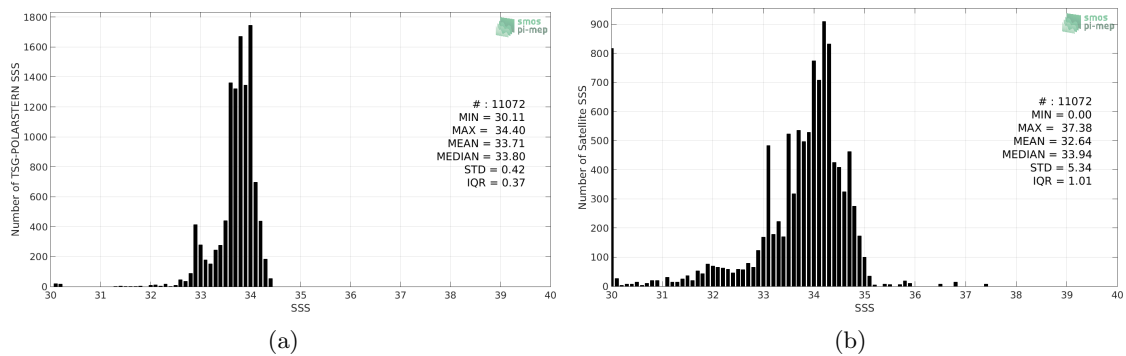 smos
pi-mep
Number of TSG-POLARSTERN SSS
1800
1600
1400
1200
1000
800
600
400
200
0
# : 11072
MIN = 30.11
MAX = 34.40
MEAN = 33.71
MEDIAN = 33.80
STD = 0.42
IQR = 0.37
30 31 32 33 34 35 36 37 38 39 40
SSS
(a)
smos
pi-mep
Number of Satellite SSS
900
800
700
600
500
400
300
200
100
0
# : 11072
MIN = 0.00
MAX = 37.38
MEAN = 32.64
MEDIAN = 33.94
STD = 5.34
IQR = 1.01
30 31 32 33 34 35 36 37 38 39 40
SSS
(b)